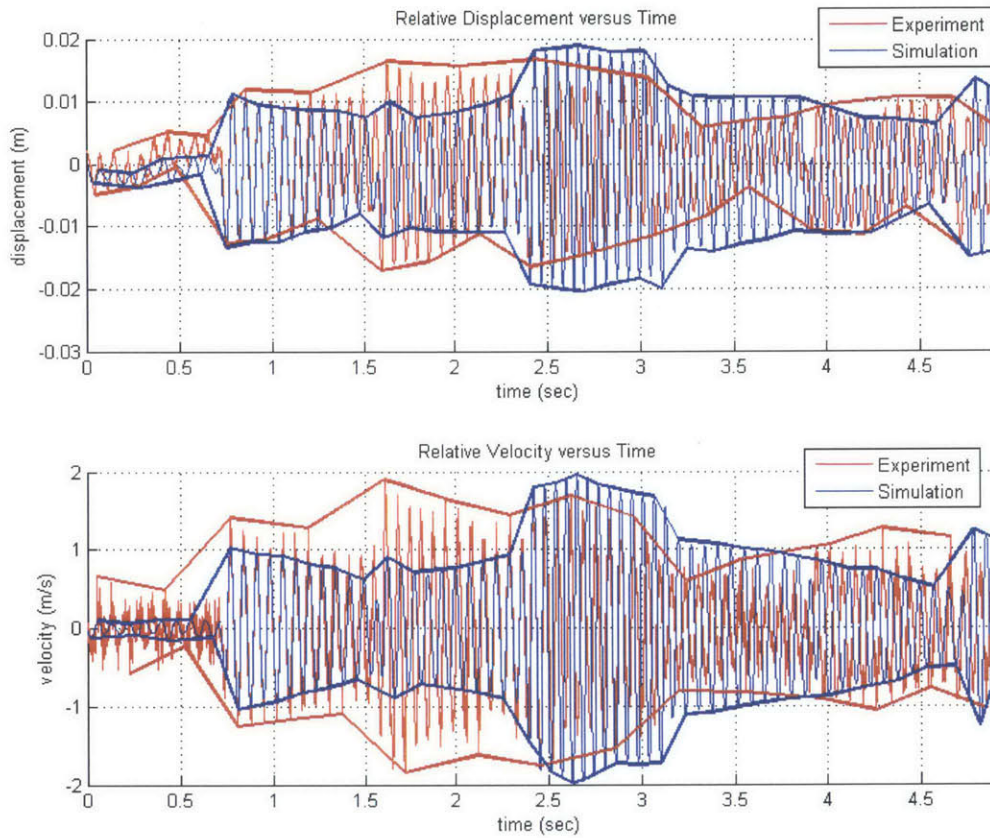 Relative Displacement versus Time
Experiment
Simulation
0.02
0.01
0
-0.01
-0.02
-0.03
displacement (m)
0 0.5 1 1.5 2 2.5 3 3.5 4 4.5
time (sec)
Relative Velocity versus Time
Experiment
Simulation
2
1
0
-1
-2
velocity (m/s)
0 0.5 1 1.5 2 2.5 3 3.5 4 4.5
time (sec)